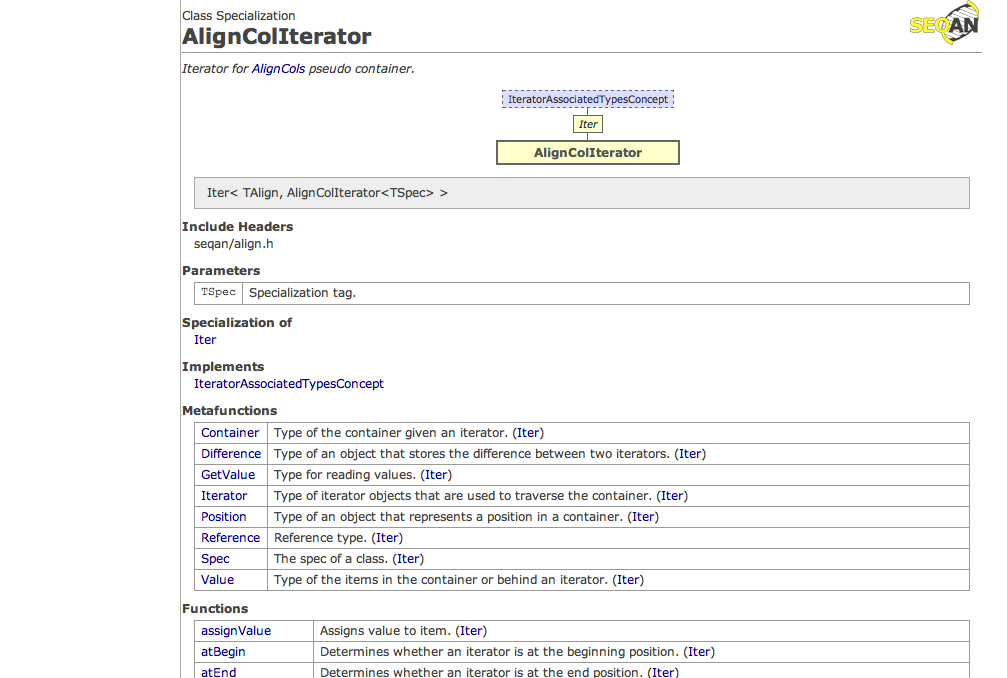 Class Specialization
AlignColIterator
SEQAN
Iterator for AlignCols pseudo container.
IteratorAssociatedTypesConcept
Iter
AlignColIterator
Iter< TAlign, AlignColIterator<TSpec> >
Include Headers
seqan/align.h
Parameters
TSpec Specialization tag.
Specialization of
Iter
Implements
IteratorAssociatedTypesConcept
Metafunctions
Container Type of the container given an iterator. (Iter)
Difference Type of an object that stores the difference between two iterators. (Iter)
GetValue Type for reading values. (Iter)
Iterator Type of iterator objects that are used to traverse the container. (Iter)
Position Type of an object that represents a position in a container. (Iter)
Reference Reference type. (Iter)
Spec The spec of a class. (Iter)
Value Type of the items in the container or behind an iterator. (Iter)
Functions
assignValue Assigns value to item. (Iter)
atBegin Determines whether an iterator is at the beginning position. (Iter)
atEnd Determines whether an iterator is at the end position. (Iter)